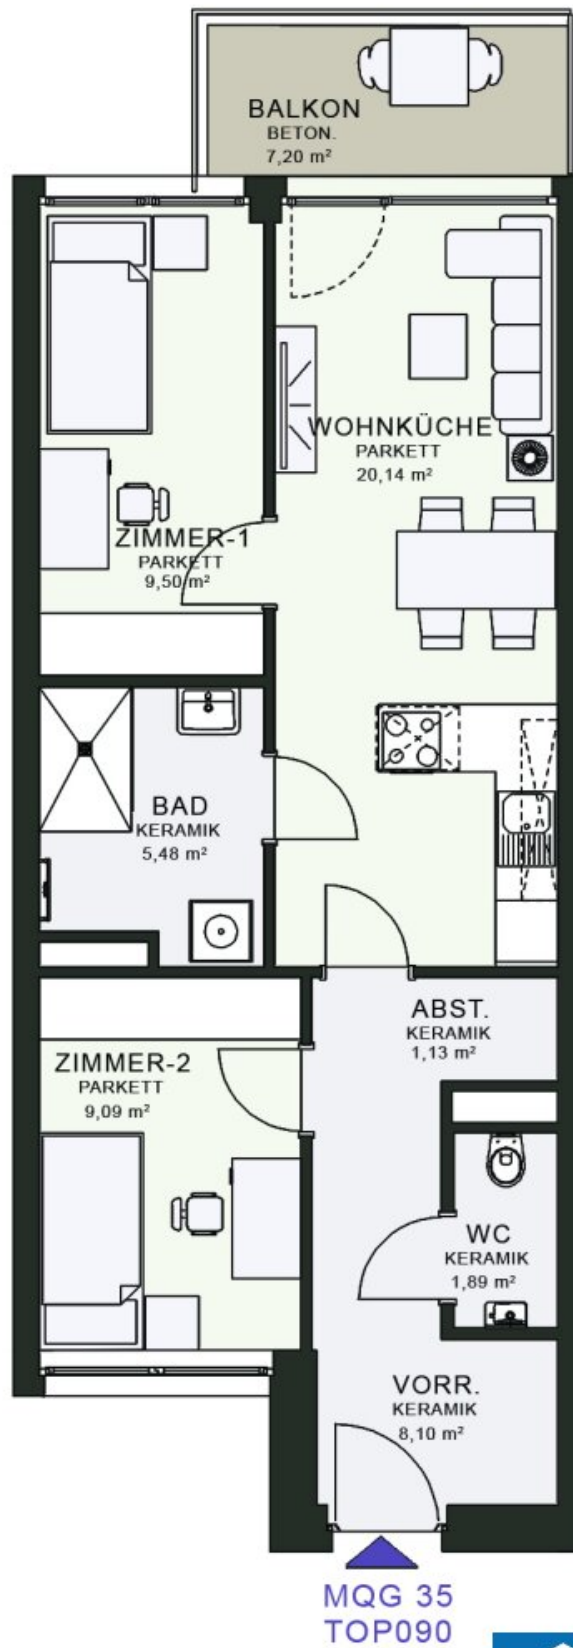 BALKON
BETON.
7,20 m²
WOHNKÜCHE
PARKETT
20,14 m²
ZIMMER-1
PARKETT
9,50 m²
BAD
KERAMIK
5,48 m²
ABST.
KERAMIK
1,13 m²
ZIMMER-2
PARKETT
9,09 m²
WC
KERAMIK
1,89 m²
VORR.
KERAMIK
8,10 m²
MQG 35
TOP090